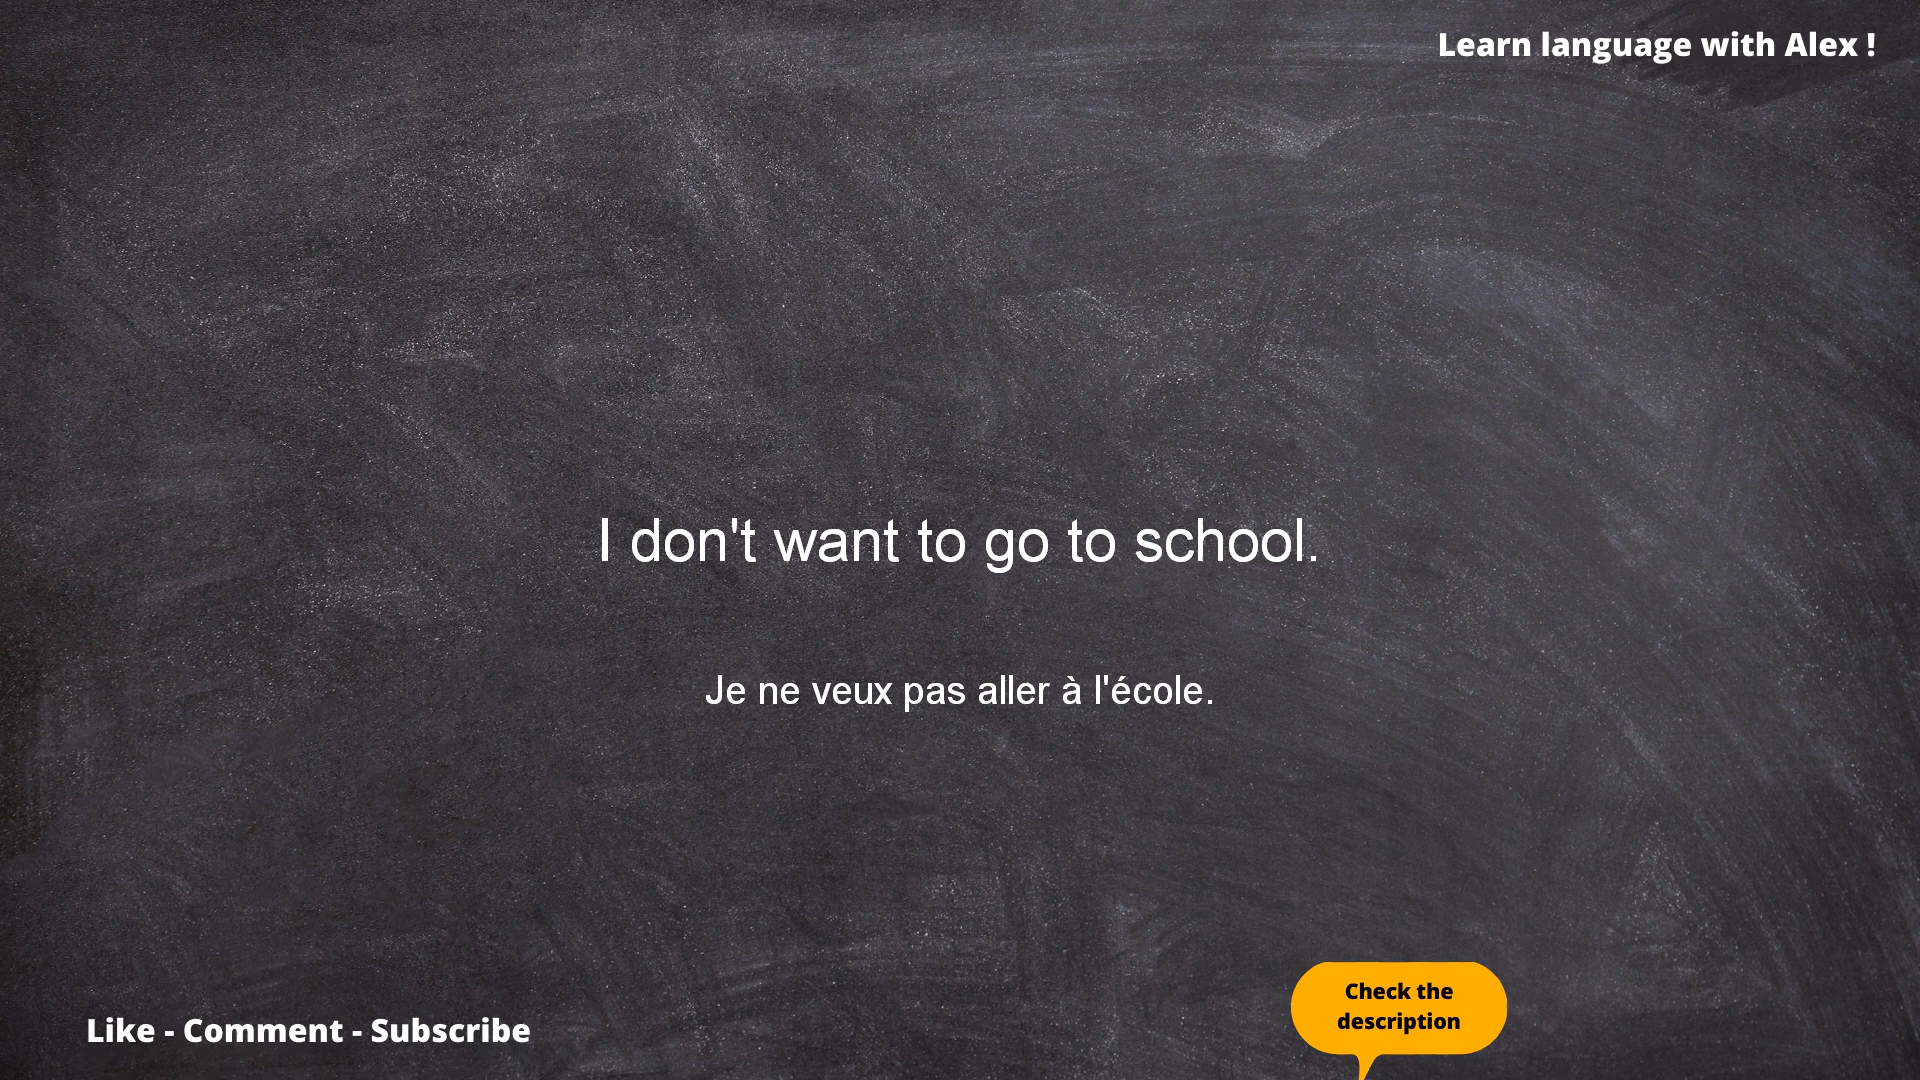 Learn language with Alex !
I don't want to go to school.
Je ne veux pas aller à l'école.
Check the
description
Like - Comment - Subscribe